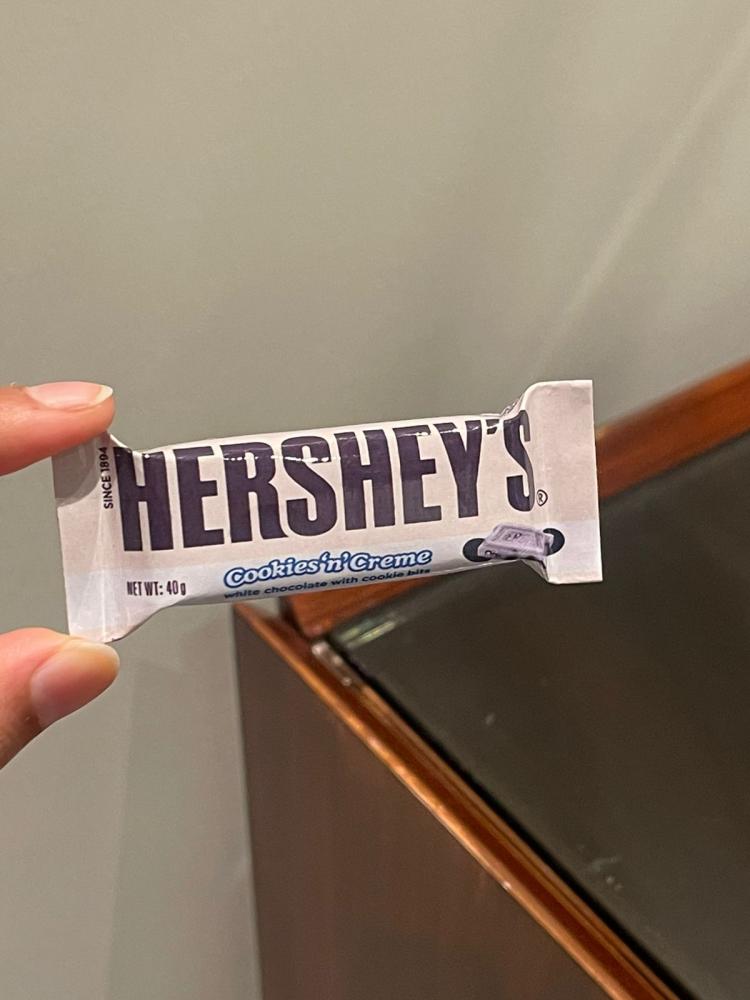 SINCE 1894
HERSHEY'S®
Cookies'n'Creme
white chocolate with cookie bits
NET WT: 40g